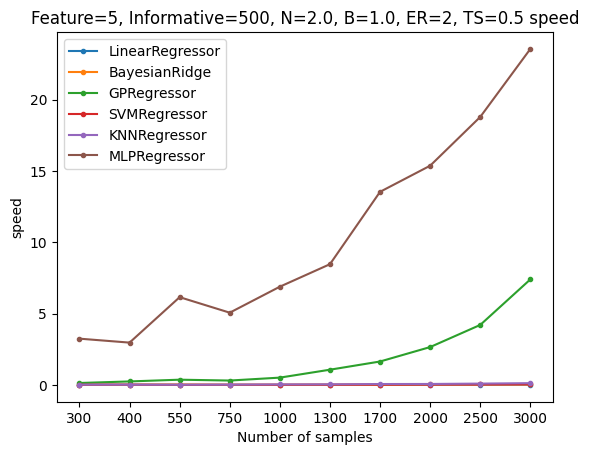 Feature=5, Informative=500, N=2.0, B=1.0, ER=2, TS=0.5 speed
LinearRegressor
BayesianRidge
GPRegressor
SVMRegressor
KNNRegressor
MLPRegressor
20
15
10
5
0
speed
300 400 550 750 1000 1300 1700 2000 2500 3000
Number of samples